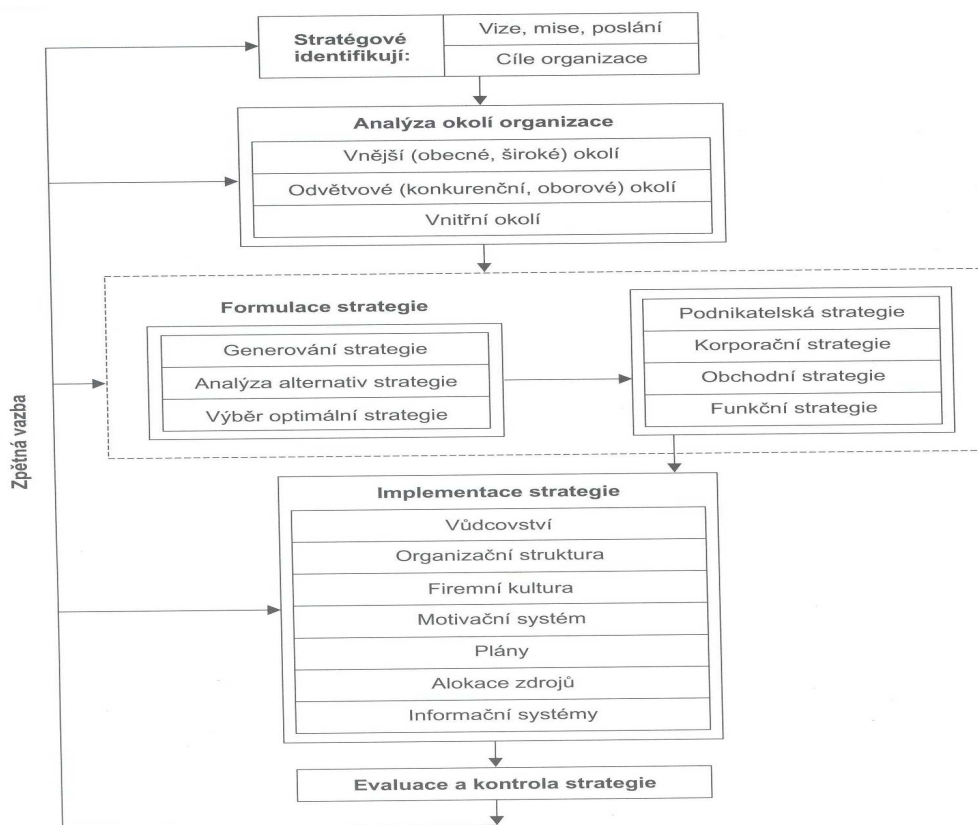 Stratégové
identifikují:
Vize, mise, poslání
Cíle organizace
Analýza okolí organizace
Vnější (obecné, široké) okolí
Odvětvové (konkurenční, oborové) okolí
Vnitřní okolí
Formulace strategie
Generování strategie
Analýza alternativ strategie
Výběr optimální strategie
Podnikatelská strategie
Korporační strategie
Obchodní strategie
Funkční strategie
Zpětná vazba
Implementace strategie
Vůdcovství
Organizační struktura
Firemní kultura
Motivační systém
Plány
Alokace zdrojů
Informační systémy
Evaluace a kontrola strategie